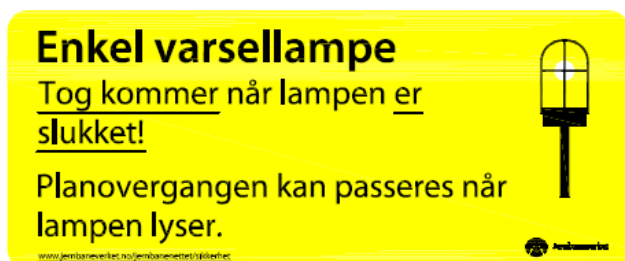 Enkel varsellampe
Tog kommer når lampen er
slukket!
Planovergangen kan passeres når
lampen lyser.
www.jernbaneverket.no/jernbanenettet/sikkerhet
Jernbaneverket